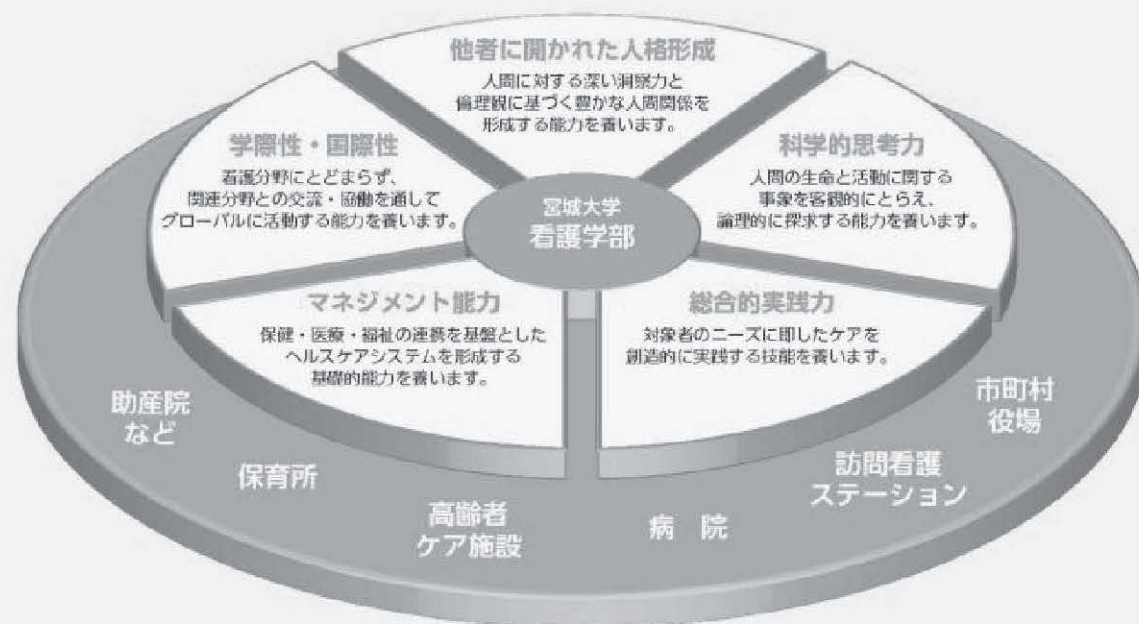 他者に開かれた人格形成
人間に対する深い洞察力と
倫理観に基づく豊かな人間関係を
形成する能力を養います。
学際性・国際性
看護分野にとどまらず、
関連分野との交流・協働を通して
グローバルに活動する能力を養います。
科学的思考力
人間の生命と活動に関する
事象を客観的にとらえ、
論理的に探求する能力を養います。
宮城大学
看護学部
マネジメント能力
保健・医療・福祉の連携を基盤とした
ヘルスケアシステムを形成する
基礎的能力を養います。
総合的実践力
対象者のニーズに即したケアを
創造的に実践する技能を養います。
助産院
など
保育所
高齢者
ケア施設
病 院
訪問看護
ステーション
市町村
役場